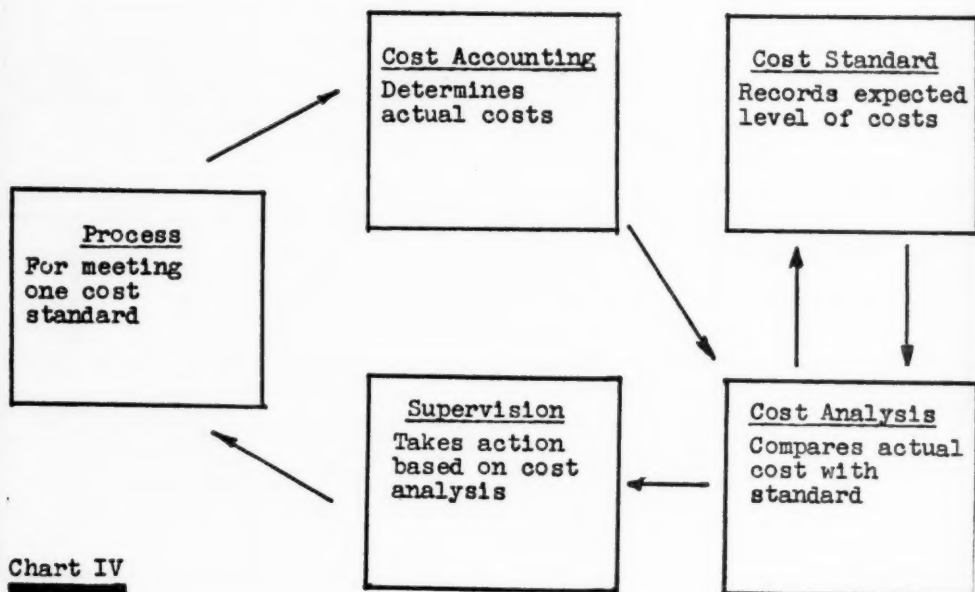 Cost Accounting
Determines
actual costs
Cost Standard
Records expected
level of costs
Process
For meeting
one cost
standard
Supervision
Takes action
based on cost
analysis
Cost Analysis
Compares actual
cost with
standard
Chart IV